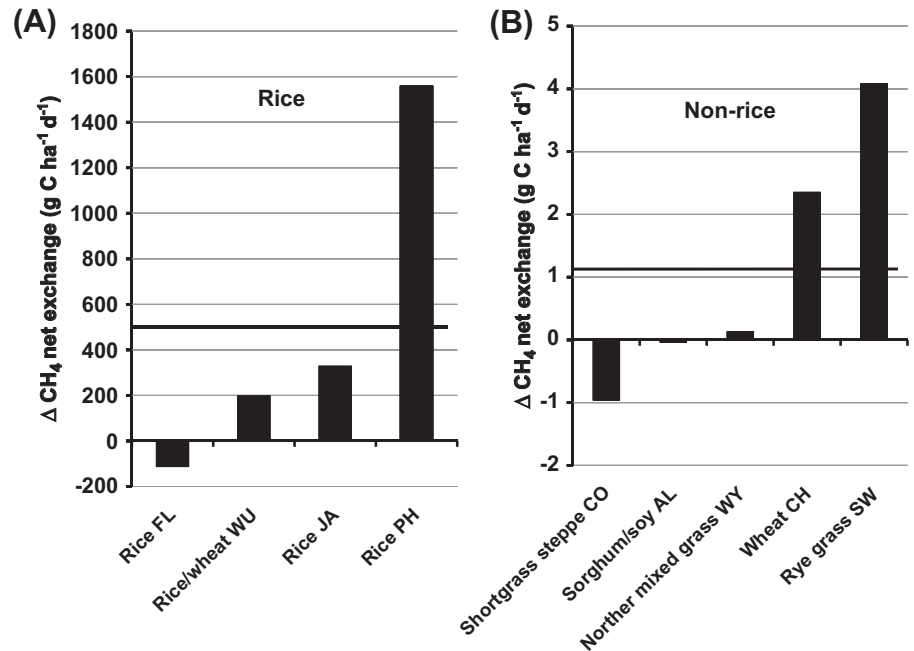 (A)
Δ CH₄ net exchange (g C ha⁻¹ d⁻¹)
1800
1600
1400
1200
1000
800
600
400
200
0
-200
Rice
Rice FL
Rice/wheat WU
Rice JA
Rice PH
(B)
Δ CH₄ net exchange (g C ha⁻¹ d⁻¹)
5
4
3
2
1
0
-1
-2
Non-rice
Shortgrass steppe CO
Sorghum/soy AL
Norther mixed grass WY
Wheat CH
Rye grass SW